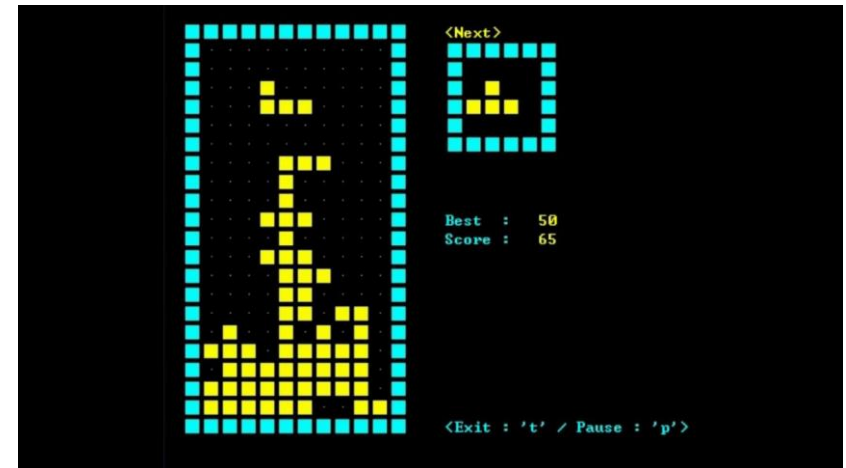 <Next>
Best : 50
Score : 65
<Exit : 't' / Pause : 'p'>